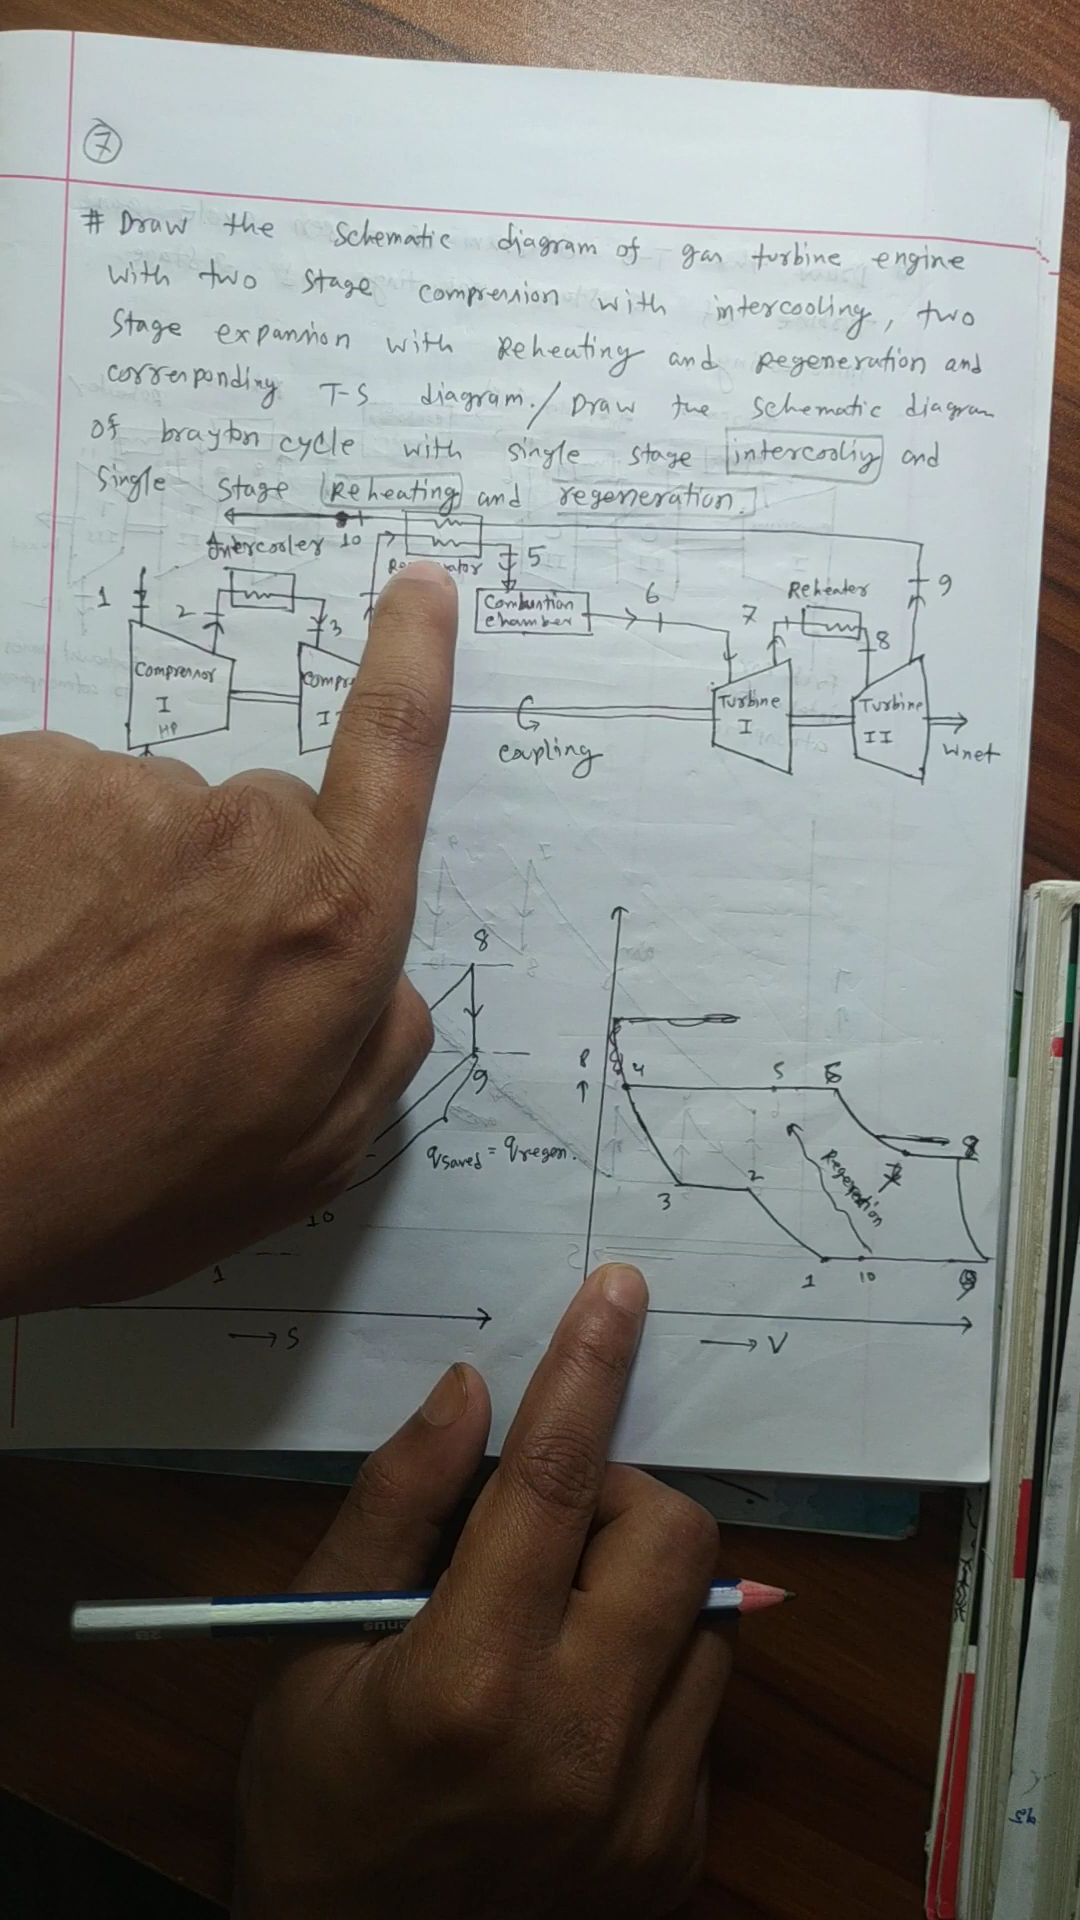 7
# Draw the Schematic diagram of gas turbine engine
with two stage compression with intercooling, two
Stage expansion with Reheating and Regeneration and
corresponding T-S diagram. / Draw the schematic diagram
of brayton cycle with single stage intercooliy and
Single stage Reheating and regeneration.
Intercooler 10
5
1 2 3
Combustion
chamber
6
7 Reheater 8 9
Compressor
I
HP
Turbine
I
Turbine
II
Coupling
Wnet
8
9
qsaved = qregen.
10
1
→ S
P
↑
4 5 6
7 8
3 2
Regeneration
1 10 9
→ V